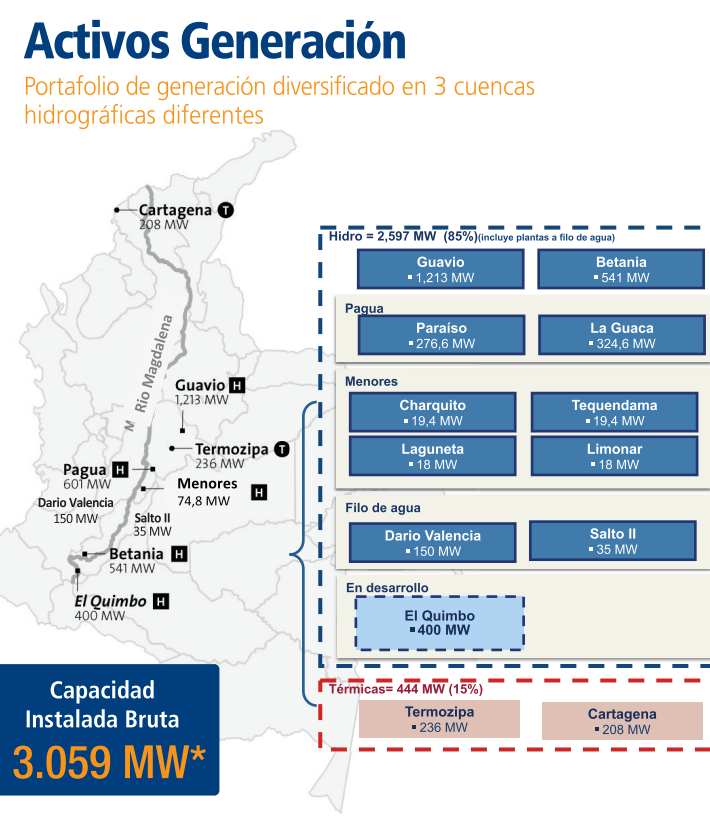 Activos Generación
Portafolio de generación diversificado en 3 cuencas
hidrográficas diferentes
Cartagena T
208 MW
M Rio Magdalena
Guavio H
1,213 MW
Termozipa T
236 MW
Pagua H
601 MW
Menores H
74,8 MW
Dario Valencia
150 MW
Salto II
35 MW
Betania H
541 MW
El Quimbo H
400 MW
Capacidad
Instalada Bruta
3.059 MW*
Hidro = 2,597 MW (85%)(incluye plantas a filo de agua)
Guavio
▪ 1,213 MW
Betania
▪ 541 MW
Pagua
Paraíso
▪ 276,6 MW
La Guaca
▪ 324,6 MW
Menores
Charquito
▪ 19,4 MW
Tequendama
▪ 19,4 MW
Laguneta
▪ 18 MW
Limonar
▪ 18 MW
Filo de agua
Dario Valencia
▪ 150 MW
Salto II
▪ 35 MW
En desarrollo
El Quimbo
▪ 400 MW
Térmicas= 444 MW (15%)
Termozipa
▪ 236 MW
Cartagena
▪ 208 MW